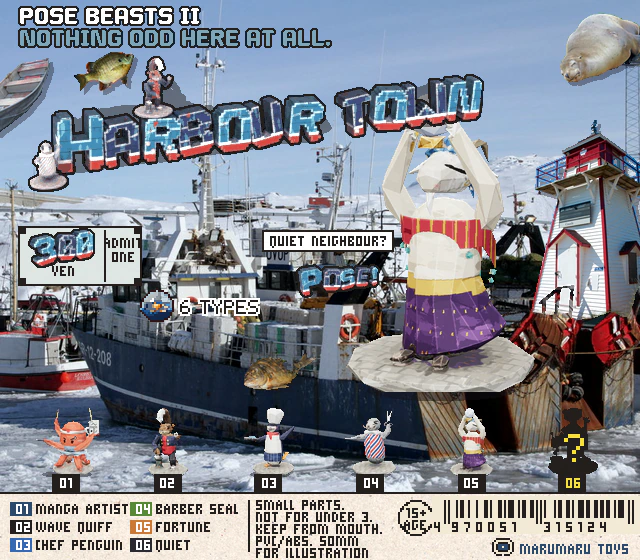 POSE BEASTS II
NOTHING ODD HERE AT ALL.
HARBOUR TOWN
300
YEN
ADMIT
ONE
QUIET NEIGHBOUR?
POSE!
6 TYPES
12-208
01
02
03
04
05
?
06
01 MANGA ARTIST
02 WAVE QUIFF
03 CHEF PENGUIN
04 BARBER SEAL
05 FORTUNE
06 QUIET
SMALL PARTS.
NOT FOR UNDER 3.
KEEP FROM MOUTH.
PVC/ABS. 50MM
FOR ILLUSTRATION
15+
AGE
4 970051 315124
MARUMARU TOYS